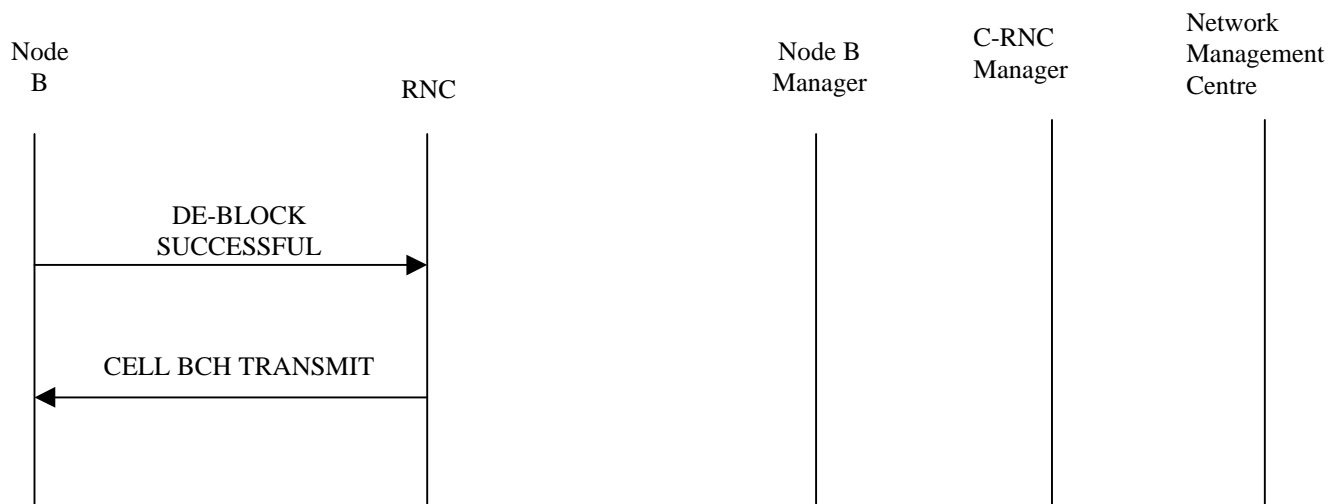 Node
B
RNC
Node B
Manager
C-RNC
Manager
Network
Management
Centre
DE-BLOCK
SUCCESSFUL
CELL BCH TRANSMIT